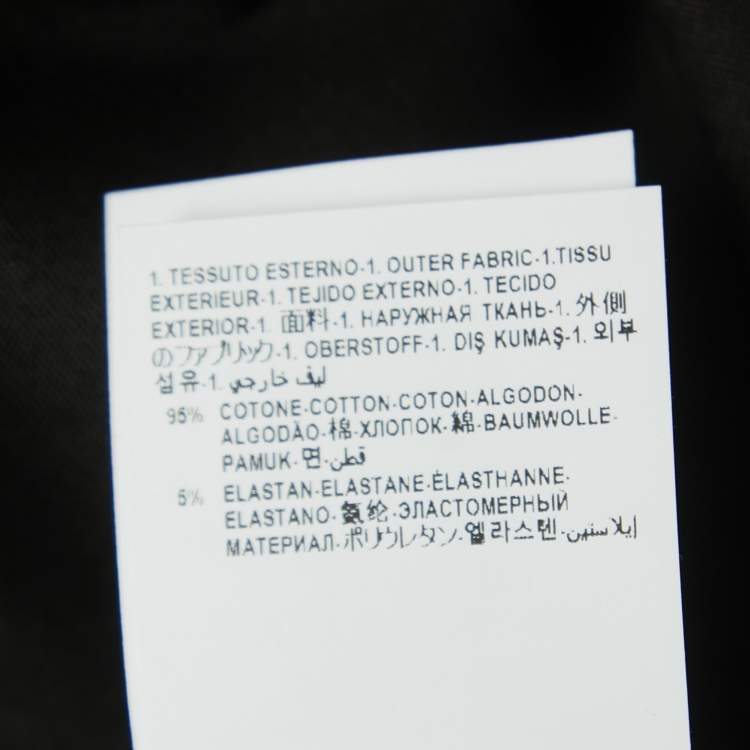 1. TESSUTO ESTERNO-1. OUTER FABRIC-1.TISSU
EXTERIEUR-1. TEJIDO EXTERNO-1. TECIDO
EXTERIOR-1. 面料-1. НАРУЖНАЯ ТКАНЬ-1. 外側
のファブリック-1. OBERSTOFF-1. DIŞ KUMAŞ-1. 외부
섬유-1. ليف خارجي
95% COTONE-COTTON-COTON-ALGODON-
ALGODÃO-棉-ХЛОПОК-綿-BAUMWOLLE-
PAMUK-면-قطن
5% ELASTAN-ELASTANE-ÉLASTHANNE-
ELASTANO-氨纶-ЭЛАСТОМЕРНЫЙ
МАТЕРИАЛ-ポリウレタン-엘라스텐-إيلاستين